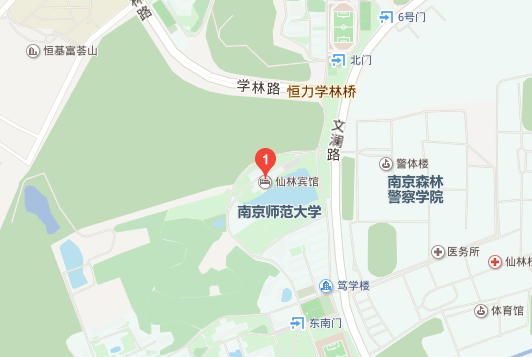 路
6号门
恒基富荟山
北门
学林路
恒力学林桥
文澜路
1
警体楼
仙林宾馆
南京森林
警察学院
南京师范大学
医务所
仙林校
笃学楼
体育馆
东南门